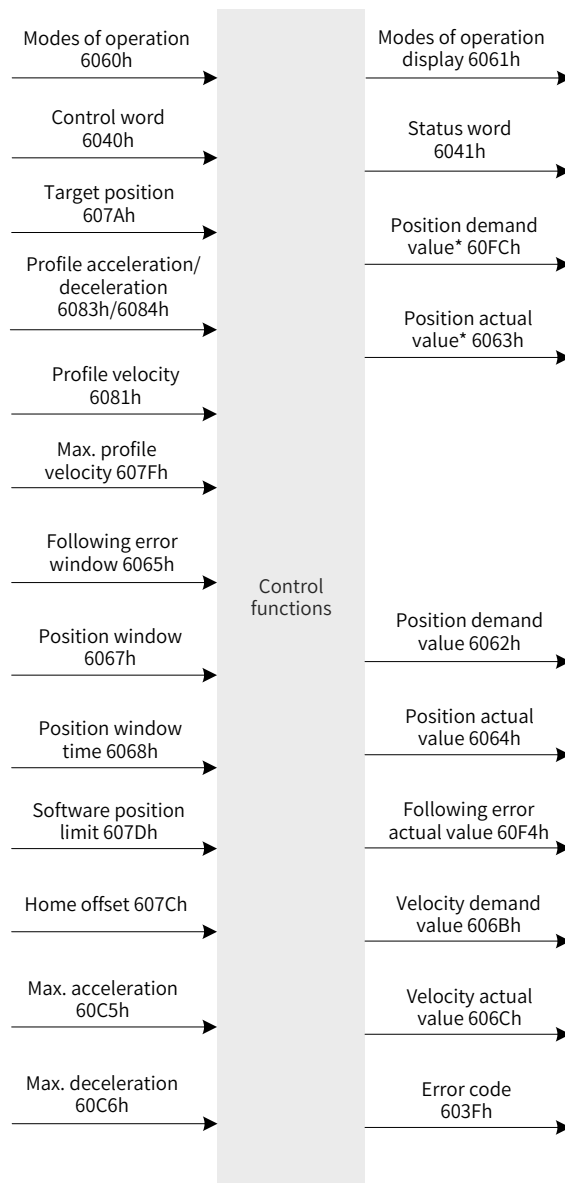 Modes of operation
6060h
Control word
6040h
Target position
607Ah
Profile acceleration/
deceleration
6083h/6084h
Profile velocity
6081h
Max. profile
velocity 607Fh
Following error
window 6065h
Position window
6067h
Position window
time 6068h
Software position
limit 607Dh
Home offset 607Ch
Max. acceleration
60C5h
Max. deceleration
60C6h
Control
functions
Modes of operation
display 6061h
Status word
6041h
Position demand
value* 60FCh
Position actual
value* 6063h
Position demand
value 6062h
Position actual
value 6064h
Following error
actual value 60F4h
Velocity demand
value 606Bh
Velocity actual
value 606Ch
Error code
603Fh